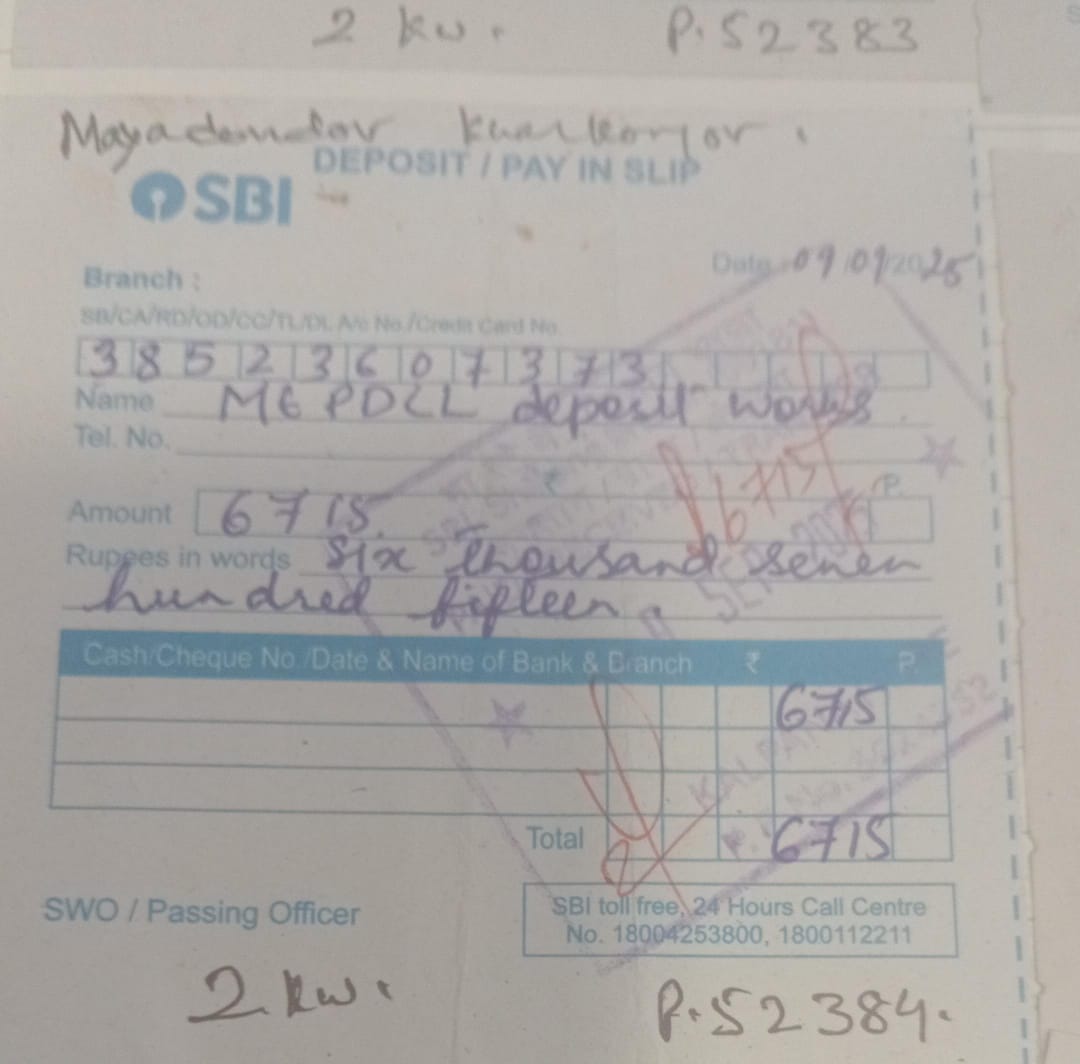 2 kw. P.52383
DEPOSIT / PAY IN SLIP
SBI
Date 09/09/2025
Branch :
SB/CA/RD/OD/CC/TL/DL A/c No./Credit Card No.
38523607373
Name MePDCL deposit works
Tel. No.
6715
₹ P.
Amount 6715
Rupees in words Six thousand seven
hundred fifteen.
Cash/Cheque No./Date & Name of Bank & Branch ₹ P.
6715
Total 6715
SWO / Passing Officer
SBI toll free, 24 Hours Call Centre
No. 18004253800, 1800112211
2 kw. P.52384.